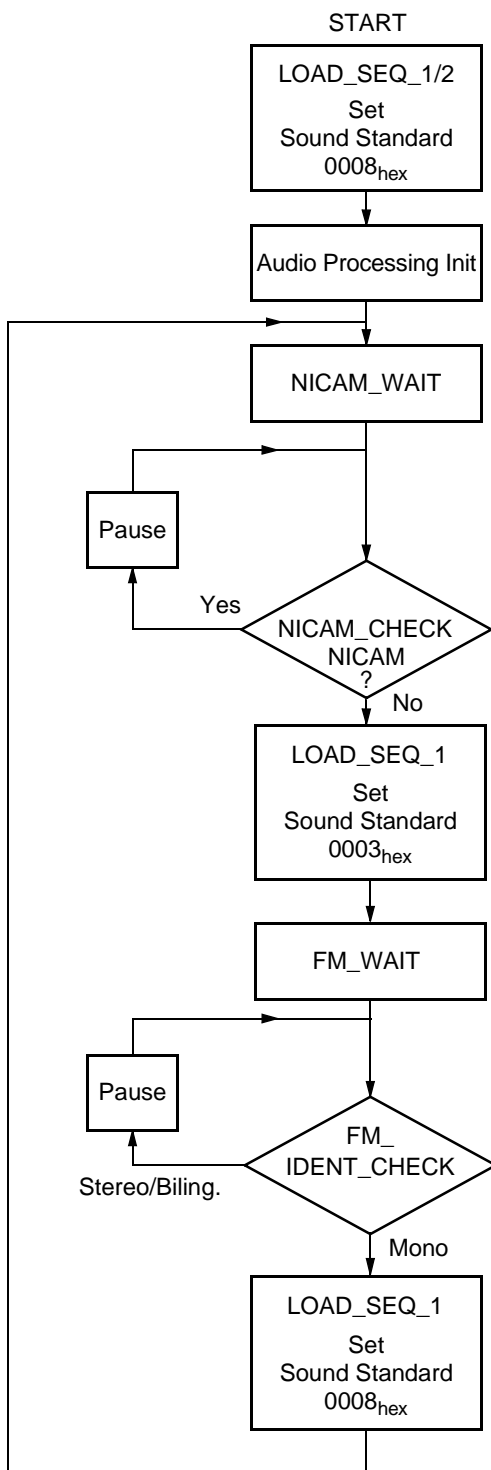 START
LOAD_SEQ_1/2
Set
Sound Standard
0008hex
Audio Processing Init
NICAM_WAIT
Pause
Yes
NICAM_CHECK
NICAM
?
No
LOAD_SEQ_1
Set
Sound Standard
0003hex
FM_WAIT
Pause
FM_
IDENT_CHECK
Stereo/Biling.
Mono
LOAD_SEQ_1
Set
Sound Standard
0008hex